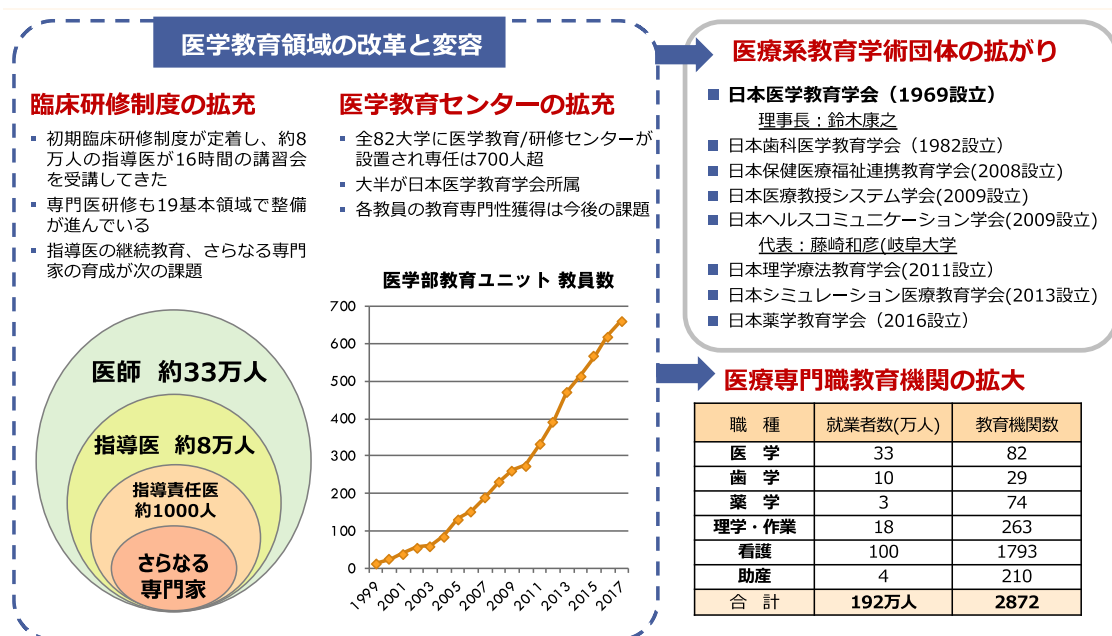 医学教育領域の改革と変容
臨床研修制度の拡充
初期臨床研修制度が定着し、約8
万人の指導医が16時間の講習会
を受講してきた
専門医研修も19基本領域で整備
が進んでいる
指導医の継続教育、さらなる専門
家の育成が次の課題
医師 約33万人
指導医 約8万人
指導責任医
約1000人
さらなる
専門家
医学教育センターの拡充
全82大学に医学教育/研修センターが
設置され専任は700人超
大半が日本医学教育学会所属
各教員の教育専門性獲得は今後の課題
医学部教育ユニット 教員数
700
600
500
400
300
200
100
0
1999
2001
2003
2005
2007
2009
2011
2013
2015
2017
医療系教育学術団体の拡がり
日本医学教育学会（1969設立）
理事長：鈴木康之
日本歯科医学教育学会（1982設立）
日本保健医療福祉連携教育学会(2008設立)
日本医療教授システム学会(2009設立)
日本ヘルスコミュニケーション学会(2009設立)
代表：藤崎和彦(岐阜大学
日本理学療法教育学会(2011設立）
日本シミュレーション医療教育学会(2013設立)
日本薬学教育学会（2016設立）
医療専門職教育機関の拡大
職 種 就業者数(万人) 教育機関数
医 学 33 82
歯 学 10 29
薬 学 3 74
理学・作業 18 263
看護 100 1793
助産 4 210
合 計 192万人 2872